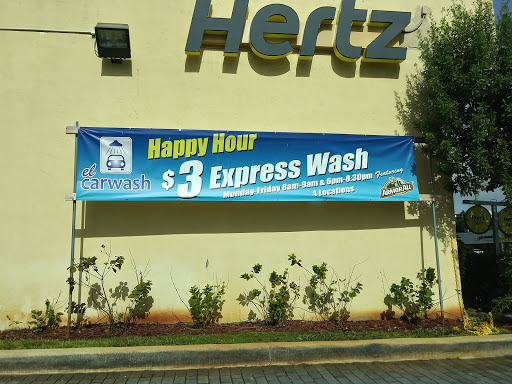 Hertz
Happy Hour
$3 Express Wash
el
carwash
Monday-Friday 8am-9am & 6pm-8:30pm Featuring
4 Locations
ARMORALL